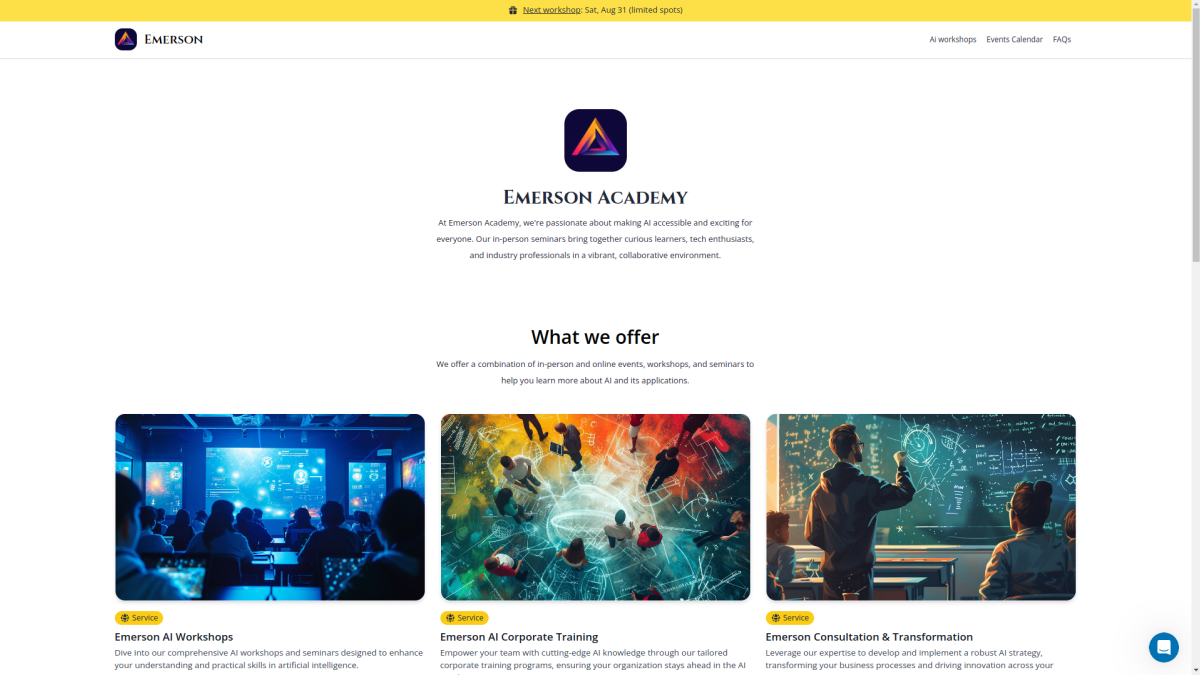 Next workshop: Sat, Aug 31 (limited spots)
Emerson
Ai workshops
Events Calendar
FAQs
Emerson Academy
At Emerson Academy, we're passionate about making AI accessible and exciting for
everyone. Our in-person seminars bring together curious learners, tech enthusiasts,
and industry professionals in a vibrant, collaborative environment.
What we offer
We offer a combination of in-person and online events, workshops, and seminars to
help you learn more about AI and its applications.
Service
Emerson AI Workshops
Dive into our comprehensive AI workshops and seminars designed to enhance
your understanding and practical skills in artificial intelligence.
Service
Emerson AI Corporate Training
Empower your team with cutting-edge AI knowledge through our tailored
corporate training programs, ensuring your organization stays ahead in the AI
Service
Emerson Consultation & Transformation
Leverage our expertise to develop and implement a robust AI strategy,
transforming your business processes and driving innovation across your